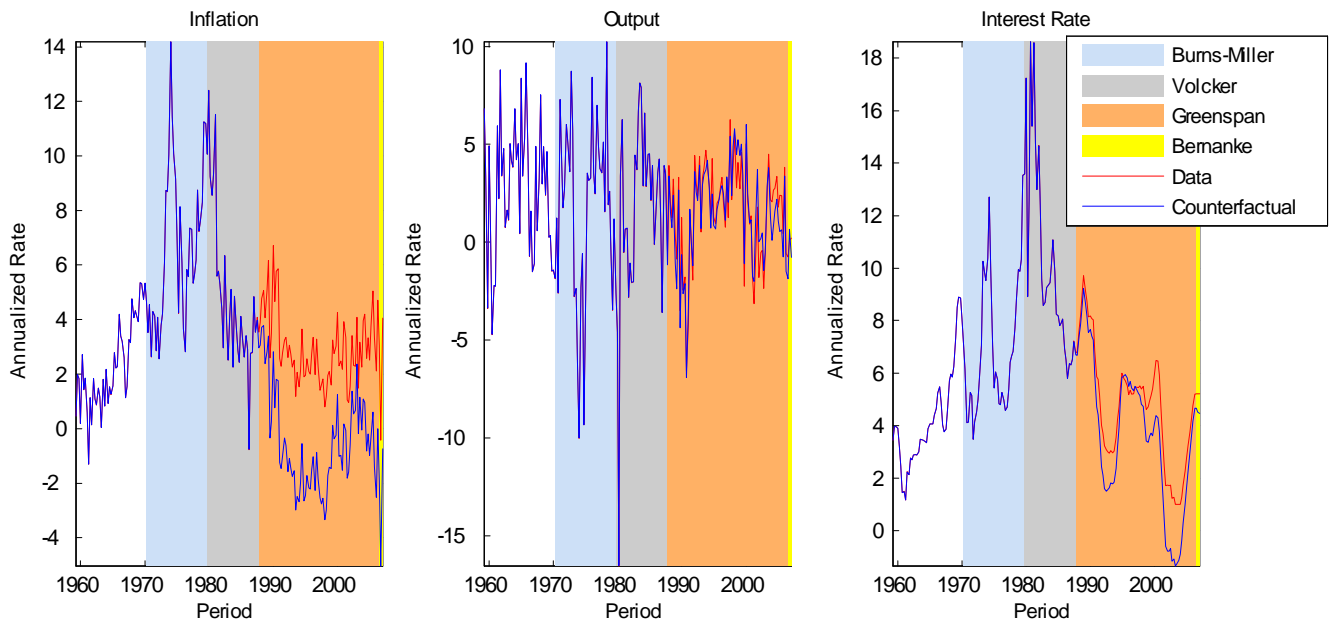 Inflation
Output
Interest Rate
14
12
10
8
6
4
2
0
-2
-4
Annualized Rate
1960 1970 1980 1990 2000
Period
10
5
0
-5
-10
-15
Annualized Rate
1960 1970 1980 1990 2000
Period
18
16
14
12
10
8
6
4
2
0
Annualized Rate
1960 1970 1980 1990 2000
Period
Burns-Miller
Volcker
Greenspan
Bernanke
Data
Counterfactual